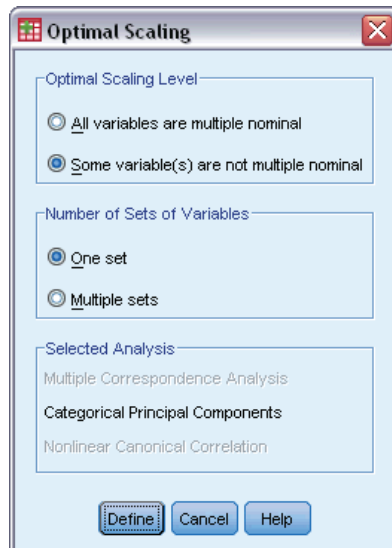 Optimal Scaling
Optimal Scaling Level
All variables are multiple nominal
Some variable(s) are not multiple nominal
Number of Sets of Variables
One set
Multiple sets
Selected Analysis
Multiple Correspondence Analysis
Categorical Principal Components
Nonlinear Canonical Correlation
Define Cancel Help